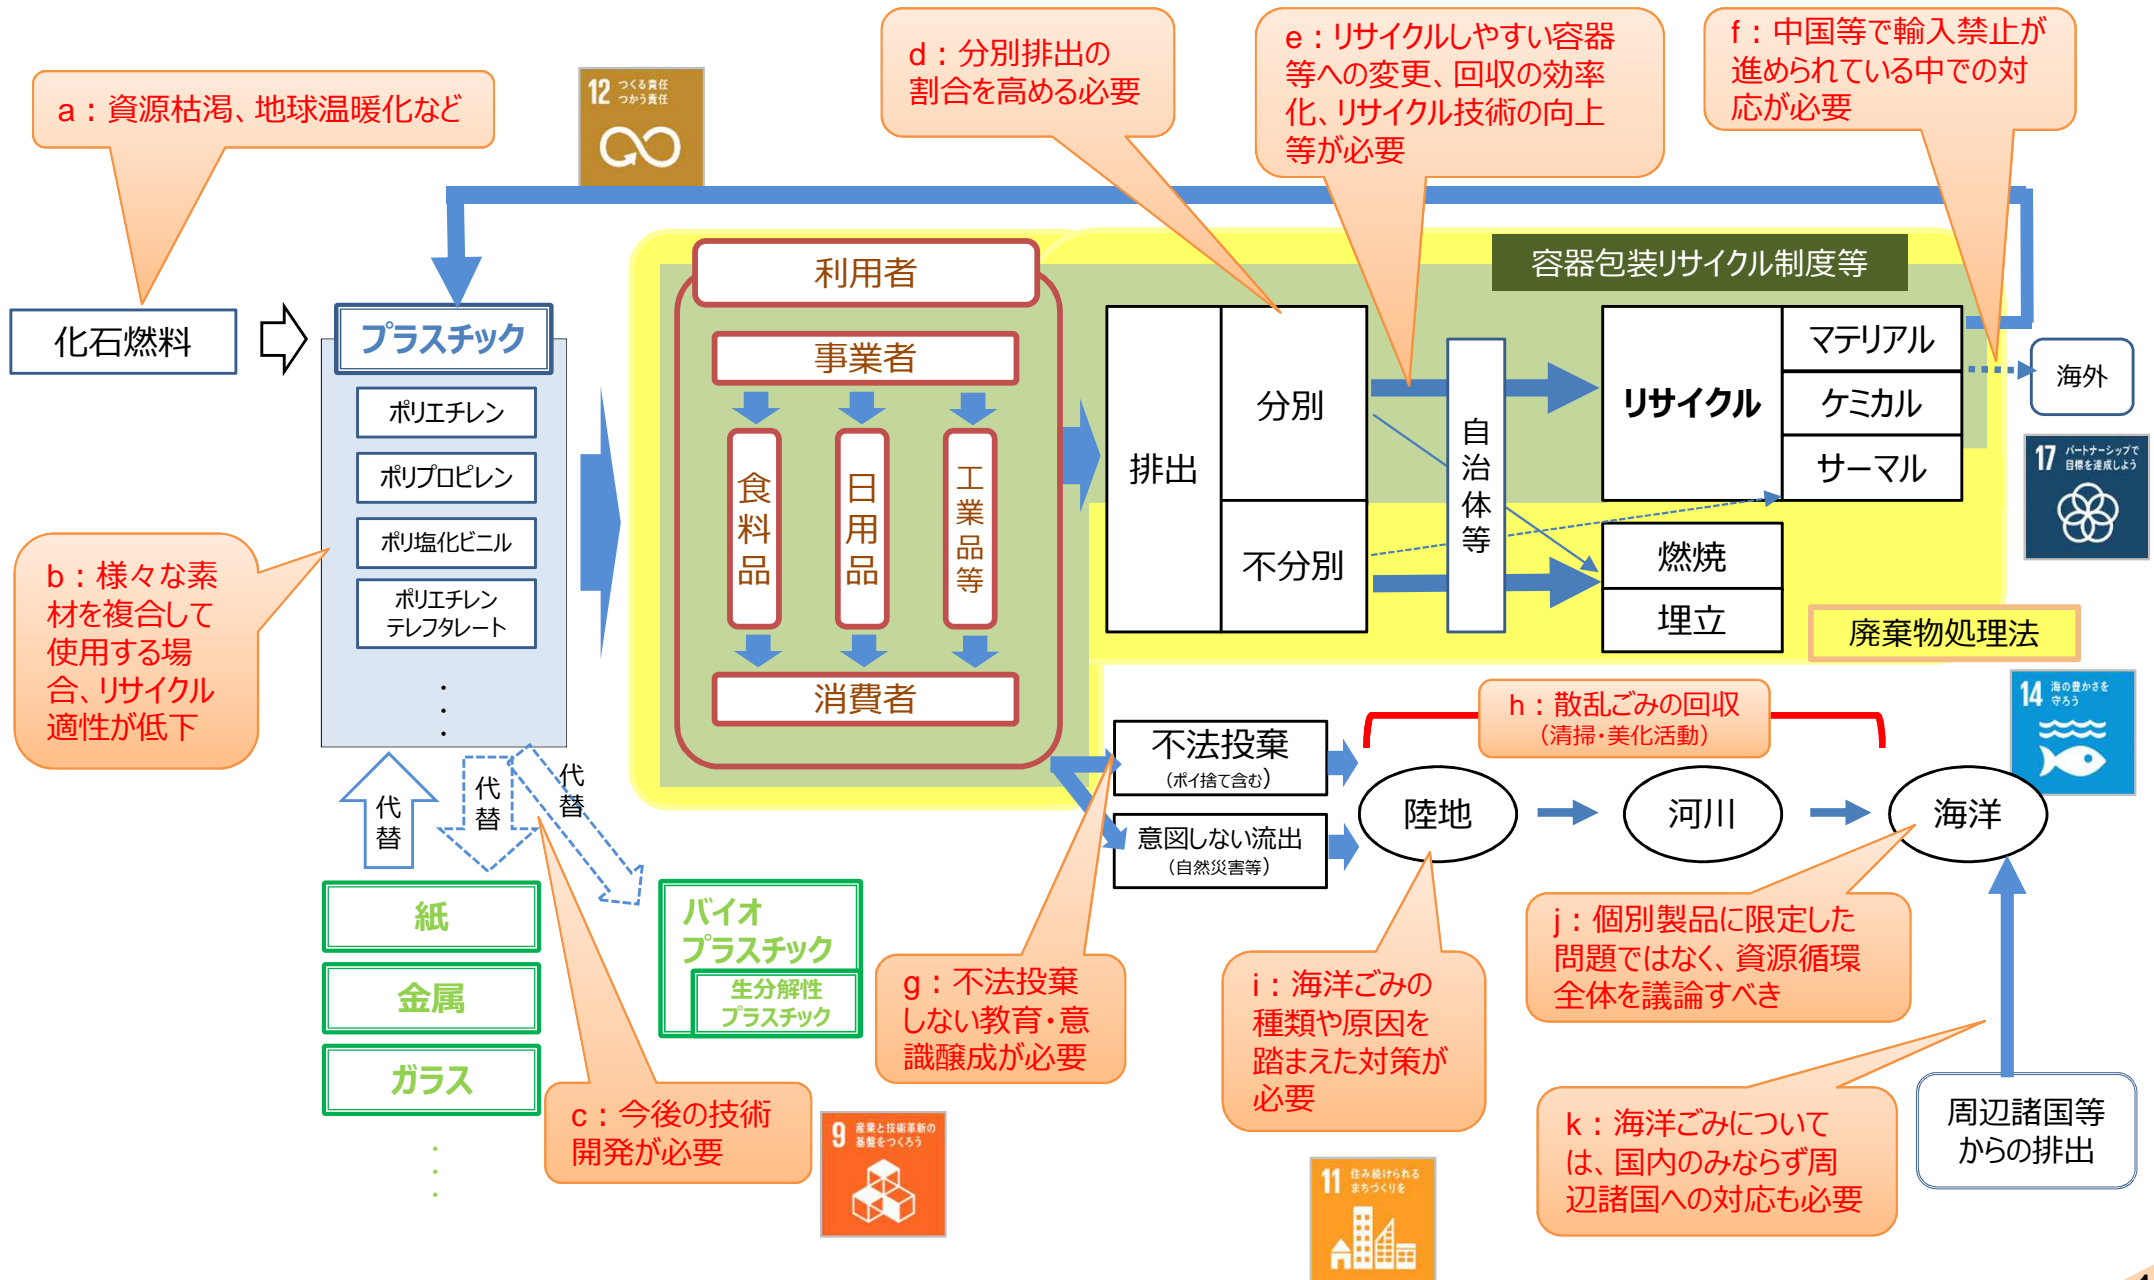 a：資源枯渇、地球温暖化など
12 つくる責任
つかう責任
d：分別排出の
割合を高める必要
e：リサイクルしやすい容器
等への変更、回収の効率
化、リサイクル技術の向上
等が必要
f：中国等で輸入禁止が
進められている中での対
応が必要
化石燃料
プラスチック
ポリエチレン
ポリプロピレン
ポリ塩化ビニル
ポリエチレン
テレフタレート
・
・
・
b：様々な素
材を複合して
使用する場
合、リサイクル
適性が低下
利用者
事業者
食料品
日用品
工業品等
消費者
容器包装リサイクル制度等
排出
分別
不分別
自治体等
リサイクル
マテリアル
ケミカル
サーマル
燃焼
埋立
海外
17 パートナーシップで
目標を達成しよう
廃棄物処理法
14 海の豊かさを
守ろう
h：散乱ごみの回収
（清掃・美化活動）
不法投棄
（ポイ捨て含む）
意図しない流出
（自然災害等）
陸地
河川
海洋
代替
代替
代替
紙
金属
ガラス
・
・
・
バイオ
プラスチック
生分解性
プラスチック
c：今後の技術
開発が必要
9 産業と技術革新の
基盤をつくろう
g：不法投棄
しない教育・意
識醸成が必要
i：海洋ごみの
種類や原因を
踏まえた対策が
必要
11 住み続けられる
まちづくりを
j：個別製品に限定した
問題ではなく、資源循環
全体を議論すべき
k：海洋ごみについて
は、国内のみならず周
辺諸国への対応も必要
周辺諸国等
からの排出